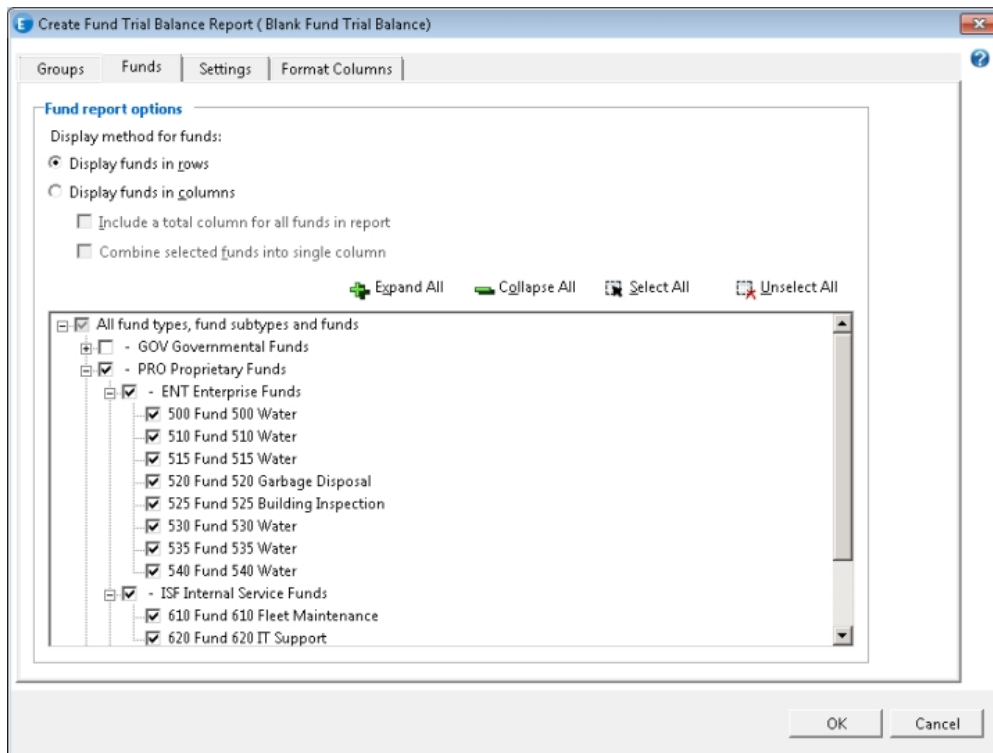 Create Fund Trial Balance Report ( Blank Fund Trial Balance)
Groups Funds Settings Format Columns
Fund report options
Display method for funds:
Display funds in rows
Display funds in columns
Include a total column for all funds in report
Combine selected funds into single column
Expand All Collapse All Select All Unselect All
All fund types, fund subtypes and funds
- GOV Governmental Funds
- PRO Proprietary Funds
- ENT Enterprise Funds
500 Fund 500 Water
510 Fund 510 Water
515 Fund 515 Water
520 Fund 520 Garbage Disposal
525 Fund 525 Building Inspection
530 Fund 530 Water
535 Fund 535 Water
540 Fund 540 Water
- ISF Internal Service Funds
610 Fund 610 Fleet Maintenance
620 Fund 620 IT Support
OK Cancel